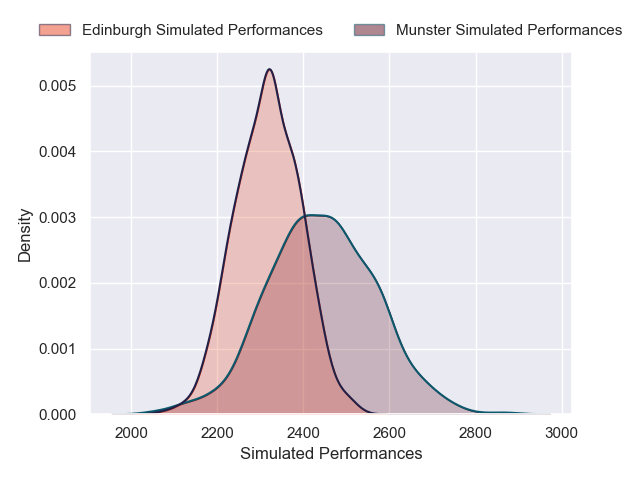 Edinburgh Simulated Performances
Munster Simulated Performances
0.005
0.004
0.003
0.002
0.001
0.000
Density
2000 2200 2400 2600 2800 3000
Simulated Performances